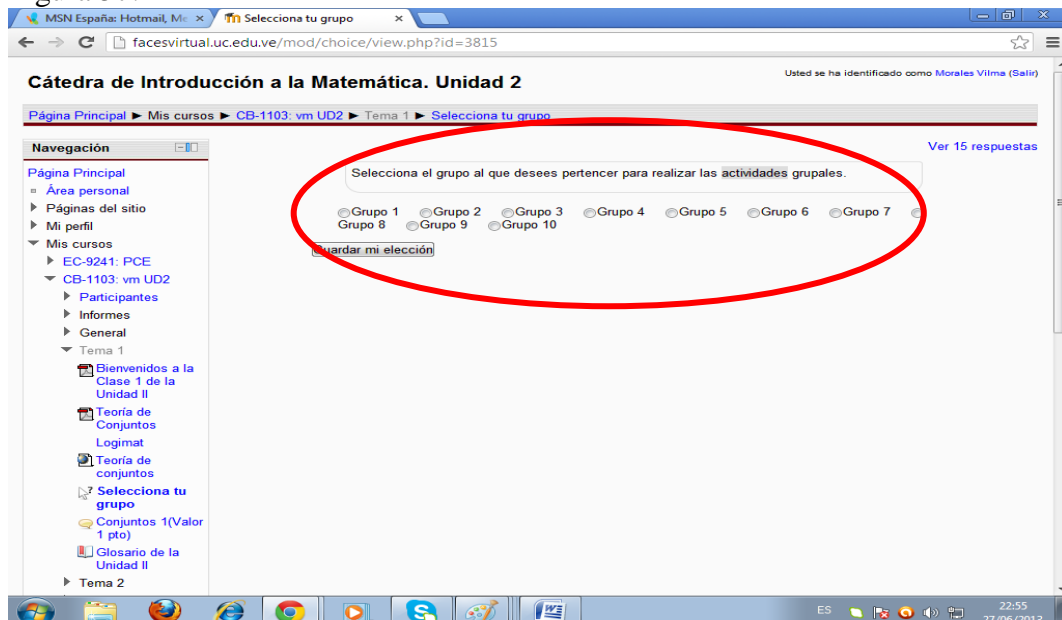 MSN España: Hotmail, Me
Selecciona tu grupo
facesvirtual.uc.edu.ve/mod/choice/view.php?id=3815
Cátedra de Introducción a la Matemática. Unidad 2
Usted se ha identificado como Morales Vilma (Salir)
Página Principal ► Mis cursos ► CB-1103: vm UD2 ► Tema 1 ► Selecciona tu grupo
Navegación
Ver 15 respuestas
Página Principal
Área personal
Páginas del sitio
Mi perfil
Mis cursos
EC-9241: PCE
CB-1103: vm UD2
Participantes
Informes
General
Tema 1
Bienvenidos a la
Clase 1 de la
Unidad II
Teoría de
Conjuntos
Logimat
Teoría de
conjuntos
Selecciona tu
grupo
Conjuntos 1(Valor
1 pto)
Glosario de la
Unidad II
Tema 2
Selecciona el grupo al que desees pertencer para realizar las actividades grupales.
Grupo 1 Grupo 2 Grupo 3 Grupo 4 Grupo 5 Grupo 6 Grupo 7
Grupo 8 Grupo 9 Grupo 10
Guardar mi elección
ES
22:55
27/06/2013